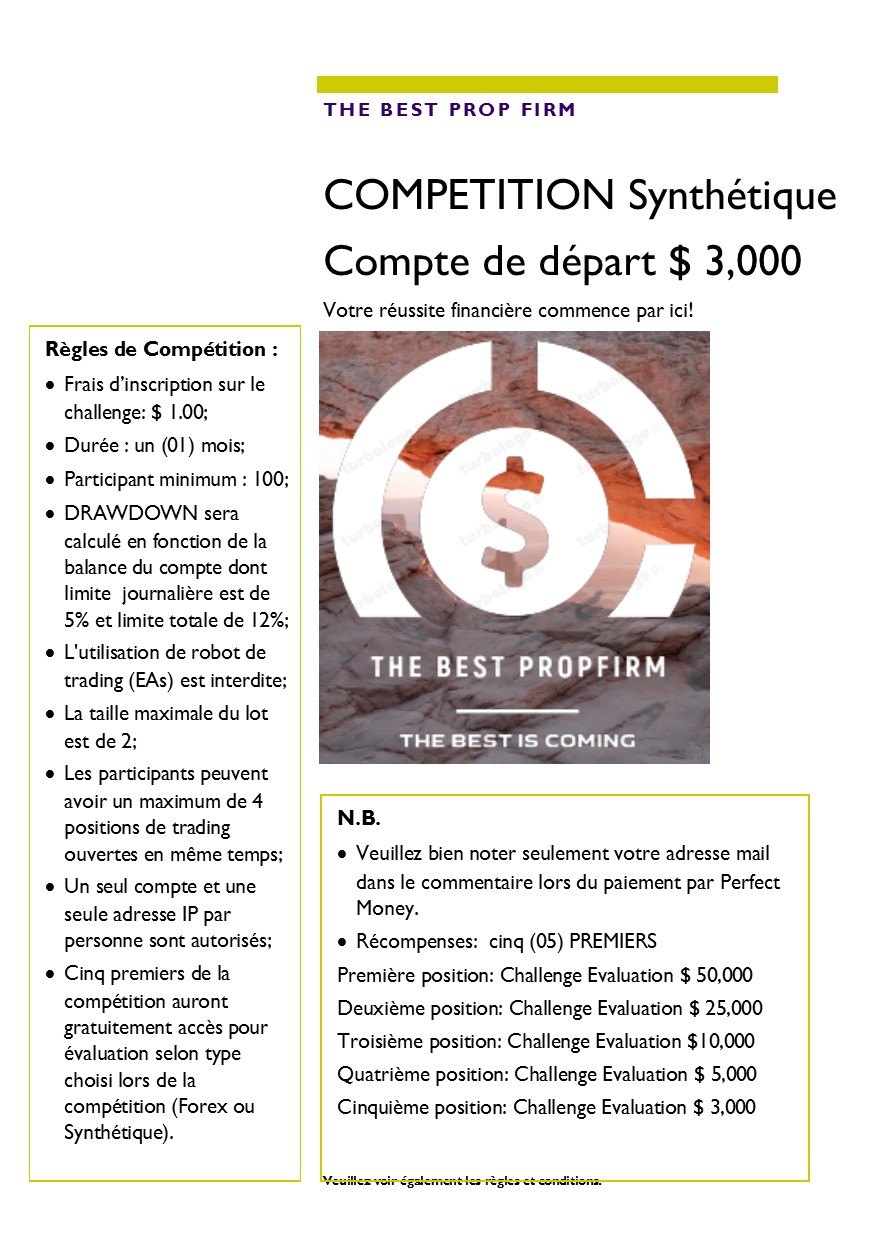 THE BEST PROP FIRM
COMPETITION Synthétique
Compte de départ $ 3,000
Votre réussite financière commence par ici!
Règles de Compétition :
• Frais d'inscription sur le
challenge: $ 1.00;
• Durée : un (01) mois;
• Participant minimum : 100;
• DRAWDOWN sera
calculé en fonction de la
balance du compte dont
limite journalière est de
5% et limite totale de 12%;
• L'utilisation de robot de
trading (EAs) est interdite;
• La taille maximale du lot
est de 2;
• Les participants peuvent
avoir un maximum de 4
positions de trading
ouvertes en même temps;
• Un seul compte et une
seule adresse IP par
personne sont autorisés;
• Cinq premiers de la
compétition auront
gratuitement accès pour
évaluation selon type
choisi lors de la
compétition (Forex ou
Synthétique).
turbologo
turbologo
turbologo
turbologo
$
THE BEST PROPFIRM
THE BEST IS COMING
N.B.
• Veuillez bien noter seulement votre adresse mail
dans le commentaire lors du paiement par Perfect
Money.
• Récompenses: cinq (05) PREMIERS
Première position: Challenge Evaluation $ 50,000
Deuxième position: Challenge Evaluation $ 25,000
Troisième position: Challenge Evaluation $10,000
Quatrième position: Challenge Evaluation $ 5,000
Cinquième position: Challenge Evaluation $ 3,000
Veuillez voir également les règles et conditions.